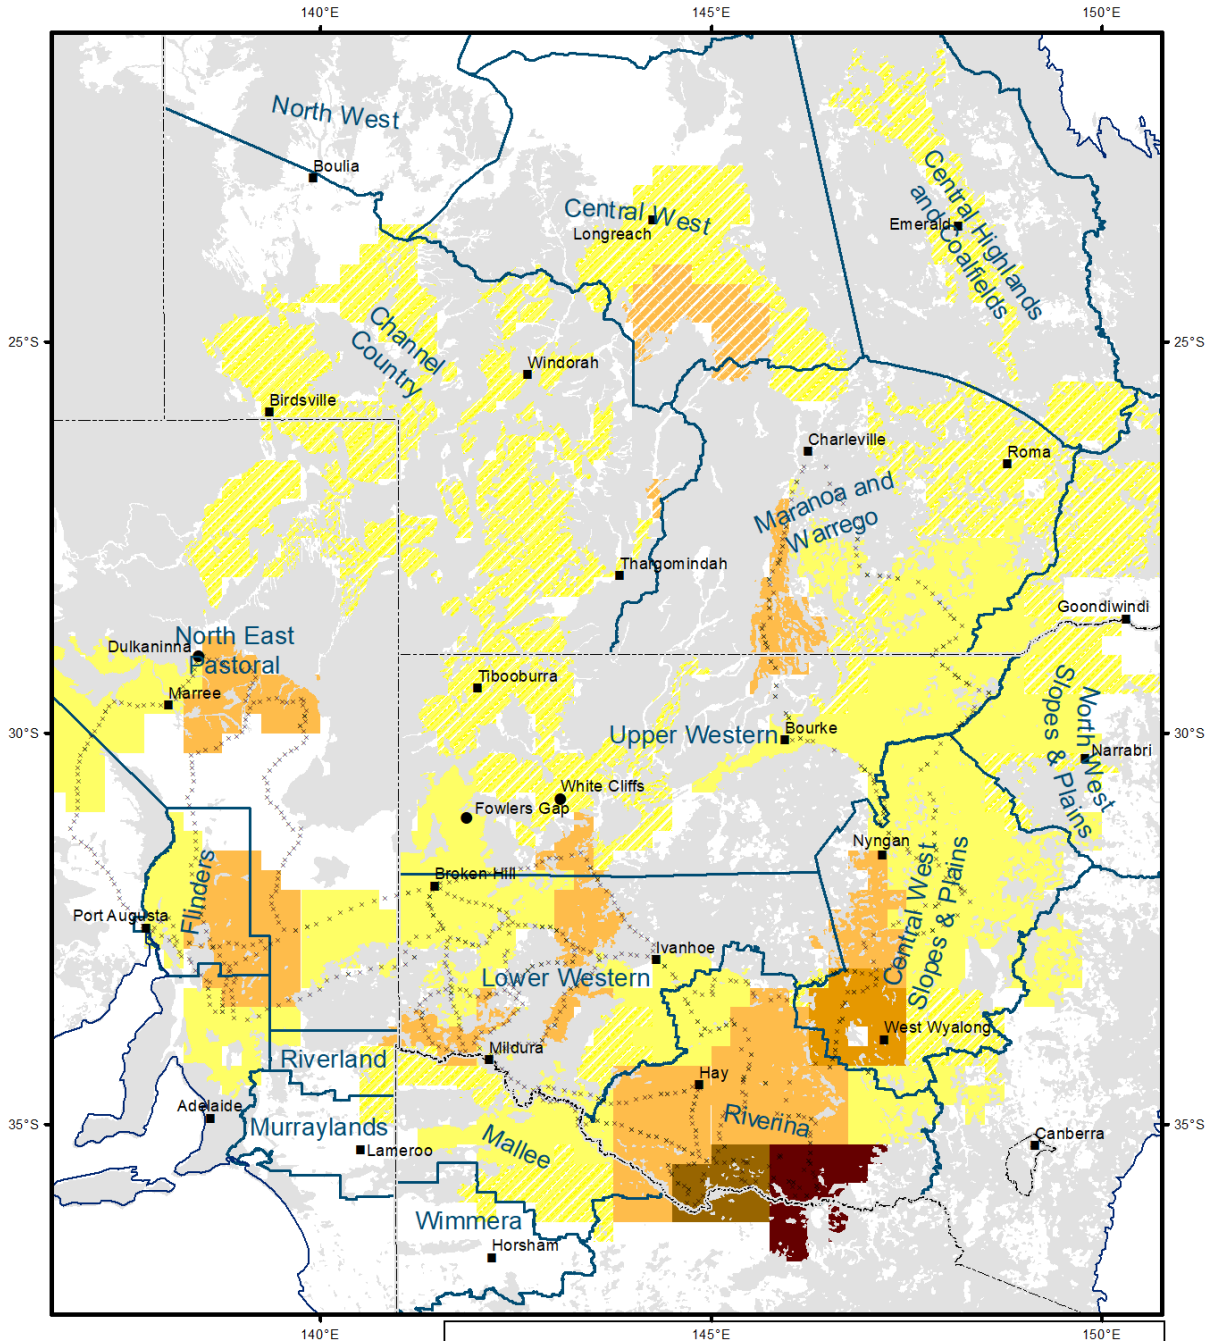 140°E
145°E
150°E
North West
Boulia
Central West
Longreach
Central Highlands
and Coalfields
Emerald
25°S
25°S
Channel
Country
Windorah
Birdsville
Charleville
Roma
Maranoa and
Warrego
Thargomindah
Goondiwindi
North East
Pastoral
Dulkaninna
Marree
Tibooburra
30°S
30°S
Upper Western
Bourke
North West
Slopes & Plains
Narrabri
White Cliffs
Fowlers Gap
Nyngan
Central West
Slopes & Plains
Flinders
Broken Hill
Port Augusta
Ivanhoe
Lower Western
West Wyalong
Riverland
Mildura
Hay
Adelaide
Murraylands
Riverina
35°S
35°S
Mallee
Lameroo
Canberra
Wimmera
Horsham
140°E
145°E
150°E